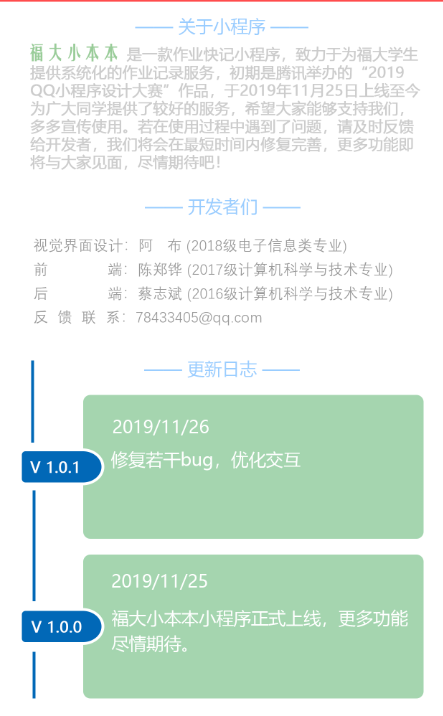 关于小程序
福大小本本 是一款作业快记小程序，致力于为福大学生
提供系统化的作业记录服务，初期是腾讯举办的“2019
QQ小程序设计大赛”作品，于2019年11月25日上线至今
为广大同学提供了较好的服务，希望大家能够支持我们，
多多宣传使用。若在使用过程中遇到了问题，请及时反馈
给开发者，我们将会在最短时间内修复完善，更多功能即
将与大家见面，尽情期待吧！
开发者们
视觉界面设计：阿 布 (2018级电子信息类专业)
前 端：陈郑铧 (2017级计算机科学与技术专业)
后 端：蔡志斌 (2016级计算机科学与技术专业)
反 馈 联 系：78433405@qq.com
更新日志
2019/11/26
V 1.0.1
修复若干bug，优化交互
2019/11/25
V 1.0.0
福大小本本小程序正式上线，更多功能
尽情期待。